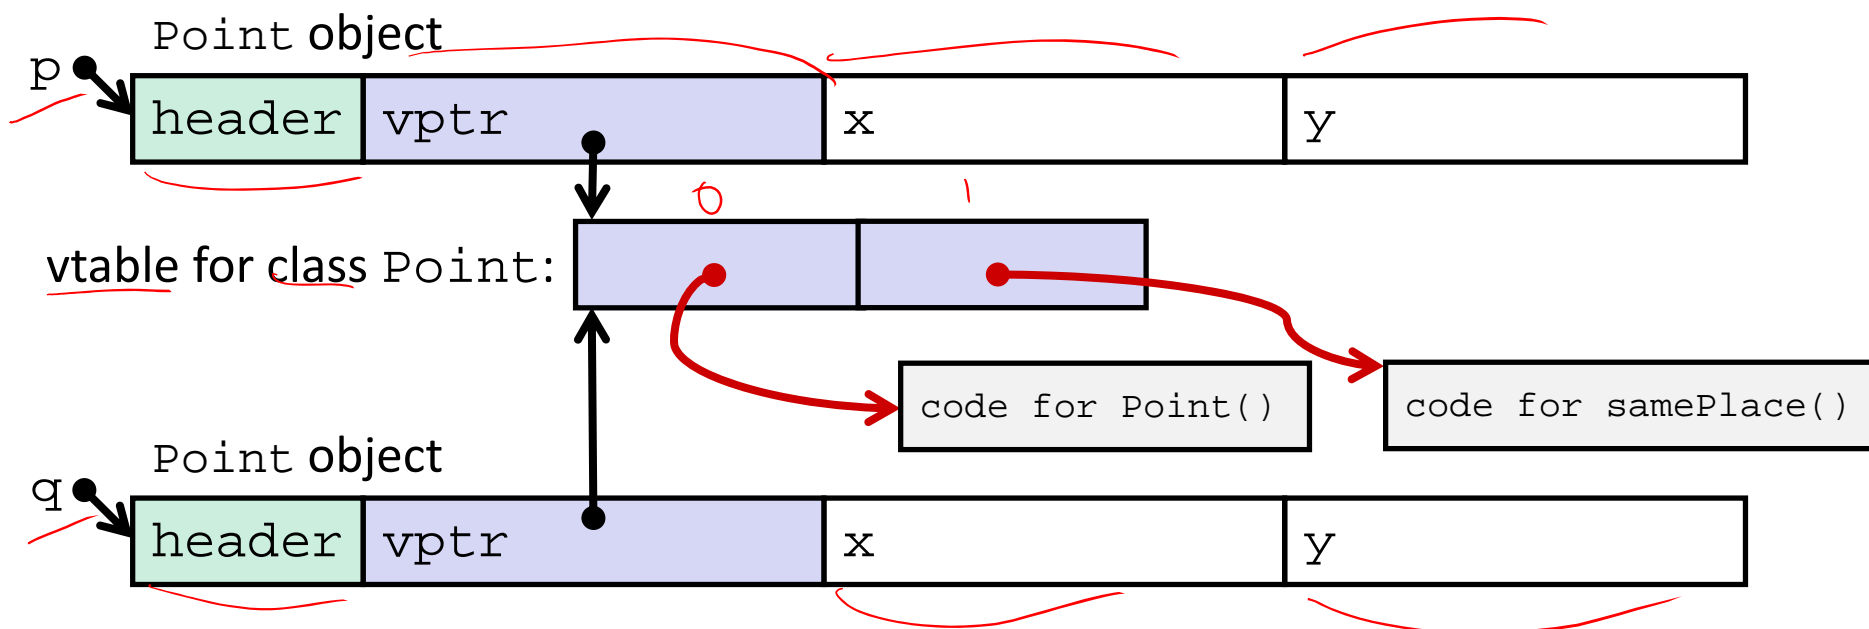 Point object
p
header vptr x y
0 1
vtable for class Point:
code for Point() code for samePlace()
Point object
q
header vptr x y